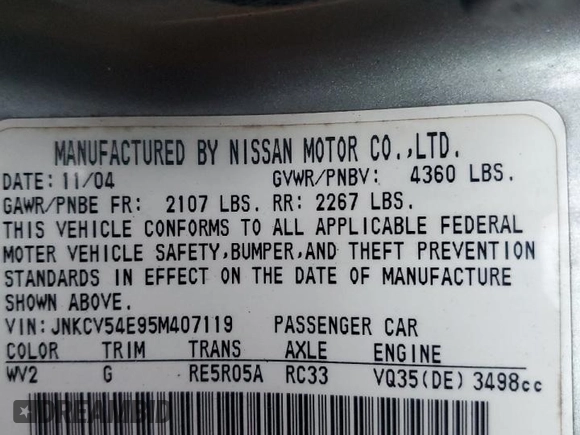 MANUFACTURED BY NISSAN MOTOR CO.,LTD.
DATE: 11/04 GVWR/PNBV: 4360 LBS.
GAWR/PNBE FR: 2107 LBS. RR: 2267 LBS.
THIS VEHICLE CONFORMS TO ALL APPLICABLE FEDERAL
MOTER VEHICLE SAFETY,BUMPER,AND THEFT PREVENTION
STANDARDS IN EFFECT ON THE DATE OF MANUFACTURE
SHOWN ABOVE.
VIN: JNKCV54E95M407119 PASSENGER CAR
COLOR TRIM TRANS AXLE ENGINE
WV2 G RE5R05A RC33 VQ35(DE) 3498cc
DREAMBID